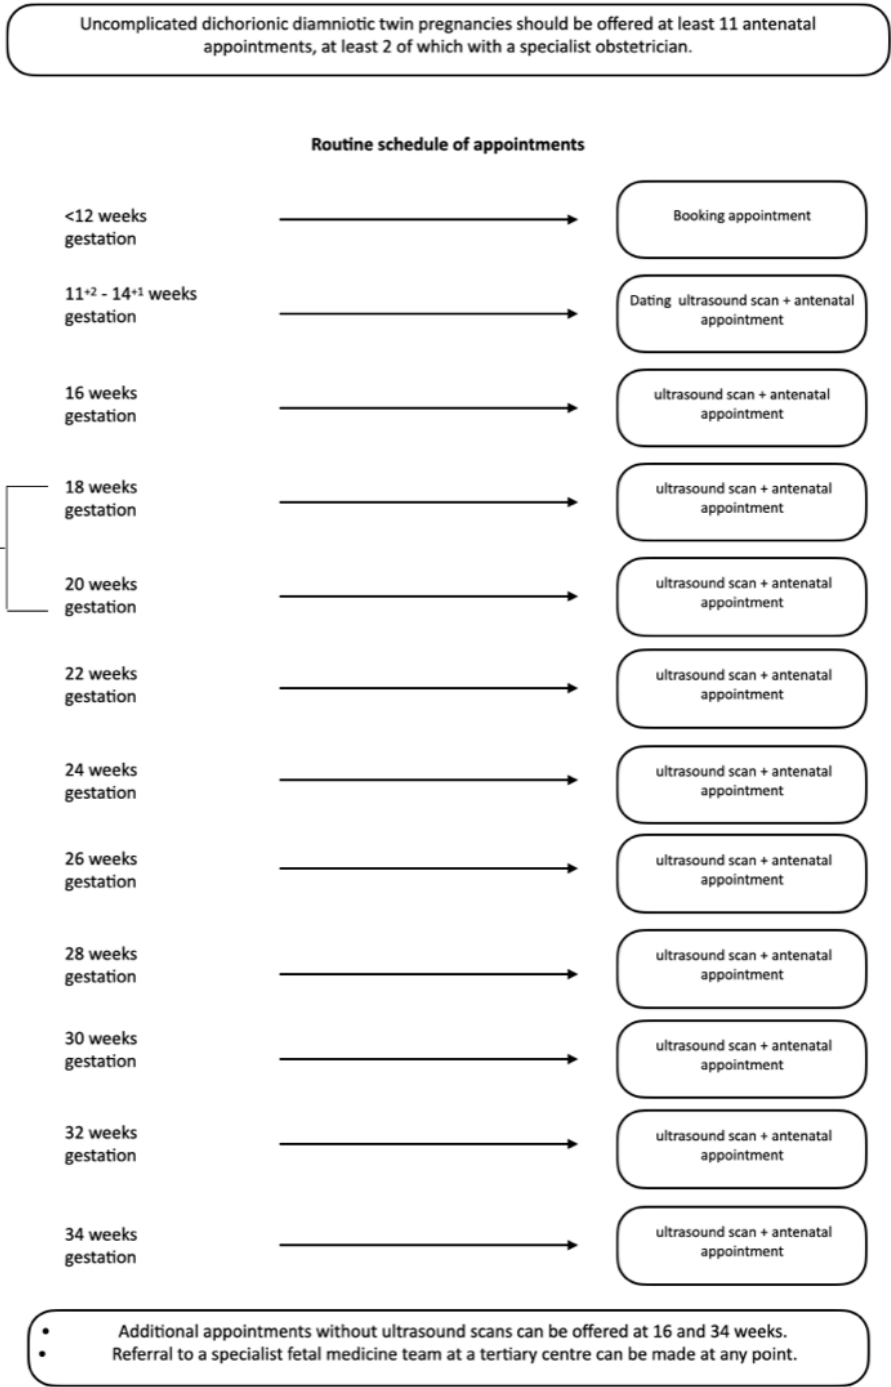 Uncomplicated dichorionic diamniotic twin pregnancies should be offered at least 11 antenatal
appointments, at least 2 of which with a specialist obstetrician.
Routine schedule of appointments
<12 weeks
gestation
Booking appointment
11⁺² - 14⁺¹ weeks
gestation
Dating ultrasound scan + antenatal
appointment
16 weeks
gestation
ultrasound scan + antenatal
appointment
18 weeks
gestation
ultrasound scan + antenatal
appointment
20 weeks
gestation
ultrasound scan + antenatal
appointment
22 weeks
gestation
ultrasound scan + antenatal
appointment
24 weeks
gestation
ultrasound scan + antenatal
appointment
26 weeks
gestation
ultrasound scan + antenatal
appointment
28 weeks
gestation
ultrasound scan + antenatal
appointment
30 weeks
gestation
ultrasound scan + antenatal
appointment
32 weeks
gestation
ultrasound scan + antenatal
appointment
34 weeks
gestation
ultrasound scan + antenatal
appointment
• Additional appointments without ultrasound scans can be offered at 16 and 34 weeks.
• Referral to a specialist fetal medicine team at a tertiary centre can be made at any point.